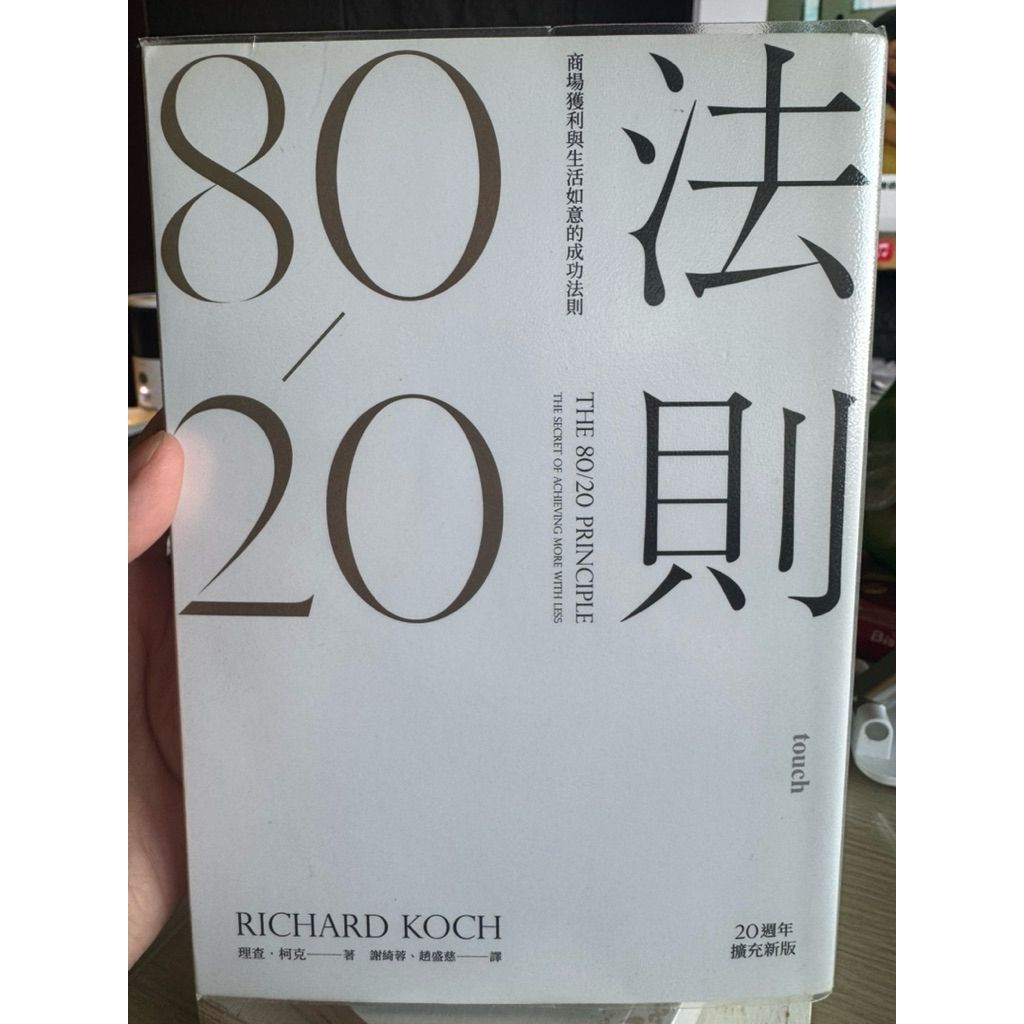 80/20
法則
商場獲利與生活如意的成功法則
THE 80/20 PRINCIPLE
THE SECRET OF ACHIEVING MORE WITH LESS
touch
RICHARD KOCH
理查·柯克——著 謝綺蓉、趙盛慈——譯
20週年
擴充新版